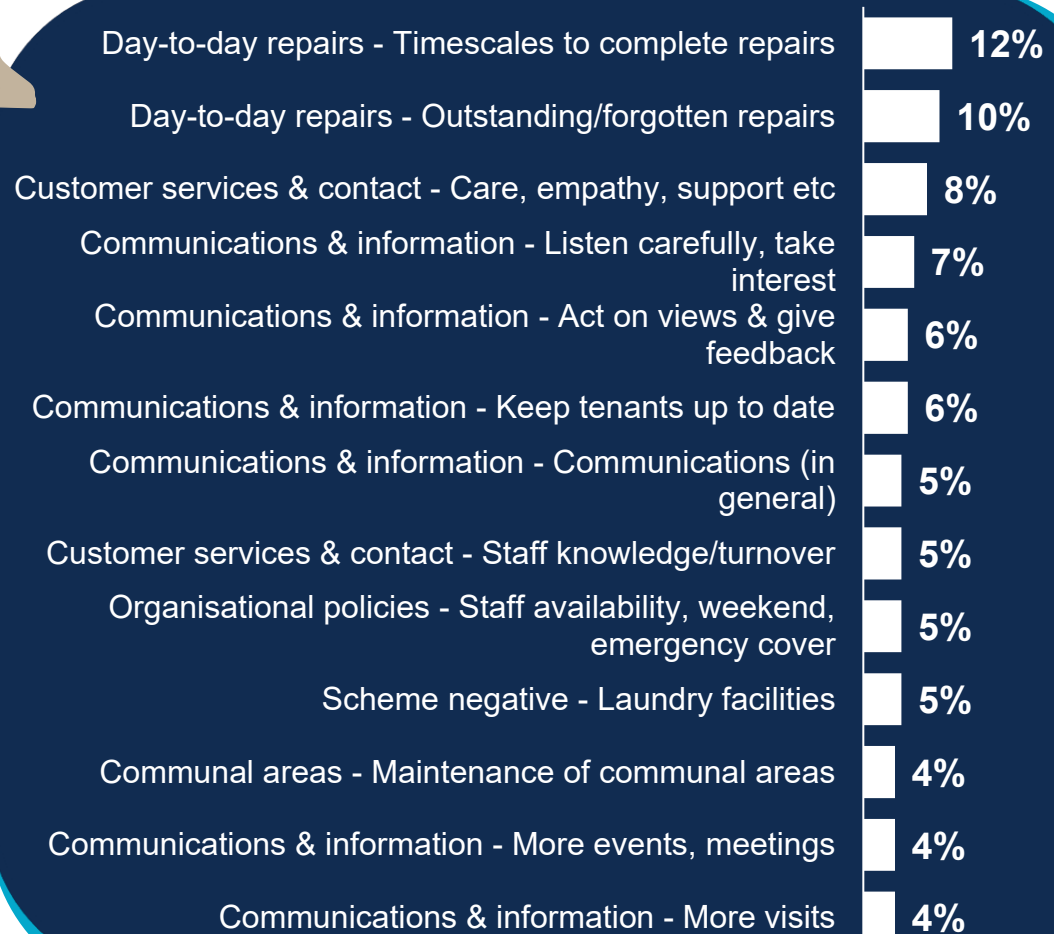 Day-to-day repairs - Timescales to complete repairs 12%
Day-to-day repairs - Outstanding/forgotten repairs 10%
Customer services & contact - Care, empathy, support etc 8%
Communications & information - Listen carefully, take
interest 7%
Communications & information - Act on views & give
feedback 6%
Communications & information - Keep tenants up to date 6%
Communications & information - Communications (in
general) 5%
Customer services & contact - Staff knowledge/turnover 5%
Organisational policies - Staff availability, weekend,
emergency cover 5%
Scheme negative - Laundry facilities 5%
Communal areas - Maintenance of communal areas 4%
Communications & information - More events, meetings 4%
Communications & information - More visits 4%